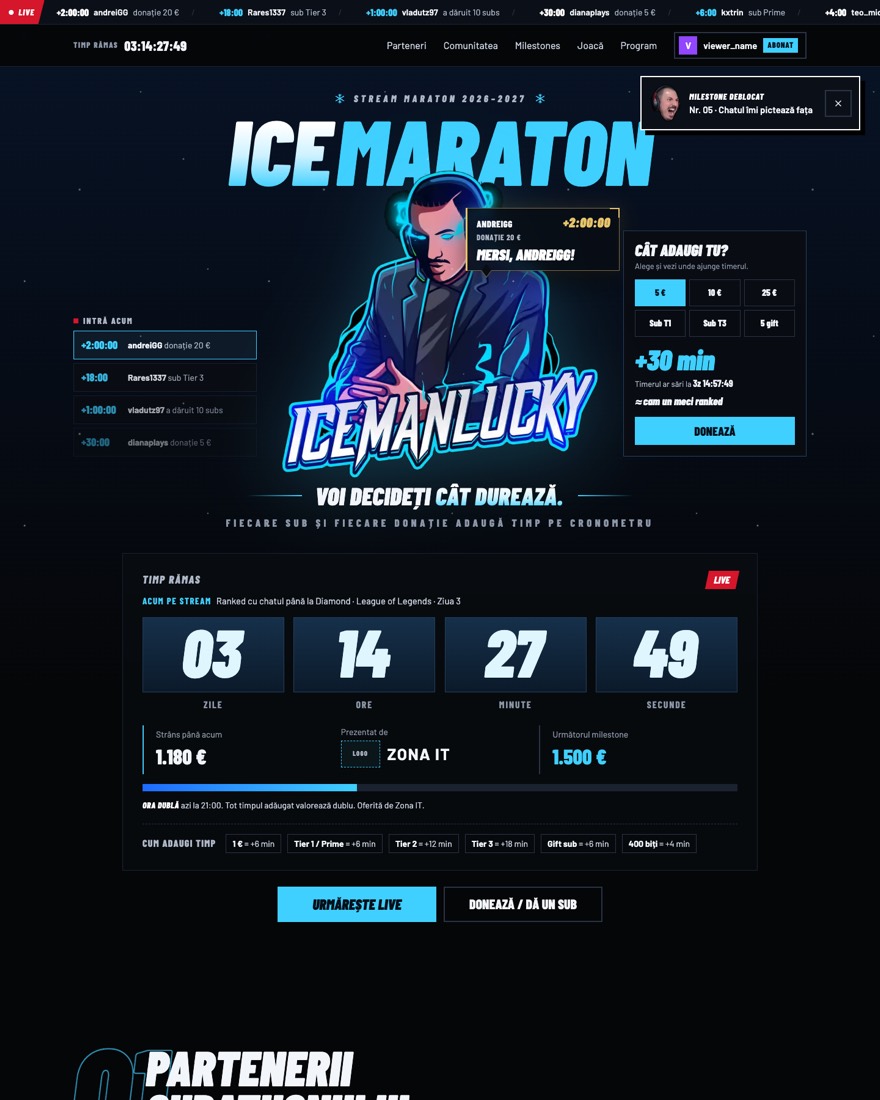 LIVE +2:00:00 andreiGG donație 20 € / +18:00 Rares1337 sub Tier 3 / +1:00:00 vladutz97 a dăruit 10 subs / +30:00 dianaplays donație 5 € / +6:00 kxtrin sub Prime / +4:00
TIMP RĂMAS 03:14:27:49 Parteneri Comunitatea Milestones Joacă Program V viewer_name ABONAT
MILESTONE DEBLOCAT
Nr. 05 · Chatul îmi pictează fața ×
STREAM MARATON 2026-2027
ICEMARATON
ANDREIGG +2:00:00
DONAȚIE 20 €
MERSI, ANDREIGG!
CÂT ADAUGI TU?
Alege și vezi unde ajunge timerul.
5 € 10 € 25 €
Sub T1 Sub T3 5 gift
+30 min
Timerul ar sări la 3z 14:57:49
≈ cam un meci ranked
DONEAZĂ
INTRĂ ACUM
+2:00:00 andreiGG donație 20 €
+18:00 Rares1337 sub Tier 3
+1:00:00 vladutz97 a dăruit 10 subs
+30:00 dianaplays donație 5 €
ICEMANLUCKY
VOI DECIDEȚI CÂT DUREAZĂ.
FIECARE SUB ȘI FIECARE DONAȚIE ADAUGĂ TIMP PE CRONOMETRU
TIMP RĂMAS LIVE
ACUM PE STREAM Ranked cu chatul până la Diamond · League of Legends · Ziua 3
03 14 27 49
ZILE ORE MINUTE SECUNDE
Strâns până acum Prezentat de Următorul milestone
1.180 € LOGO ZONA IT 1.500 €
ORA DUBLĂ azi la 21:00. Tot timpul adăugat valorează dublu. Oferită de Zona IT.
CUM ADAUGI TIMP 1 € = +6 min Tier 1 / Prime = +6 min Tier 2 = +12 min Tier 3 = +18 min Gift sub = +6 min 400 biți = +4 min
URMĂREȘTE LIVE DONEAZĂ / DĂ UN SUB
01 PARTENERII